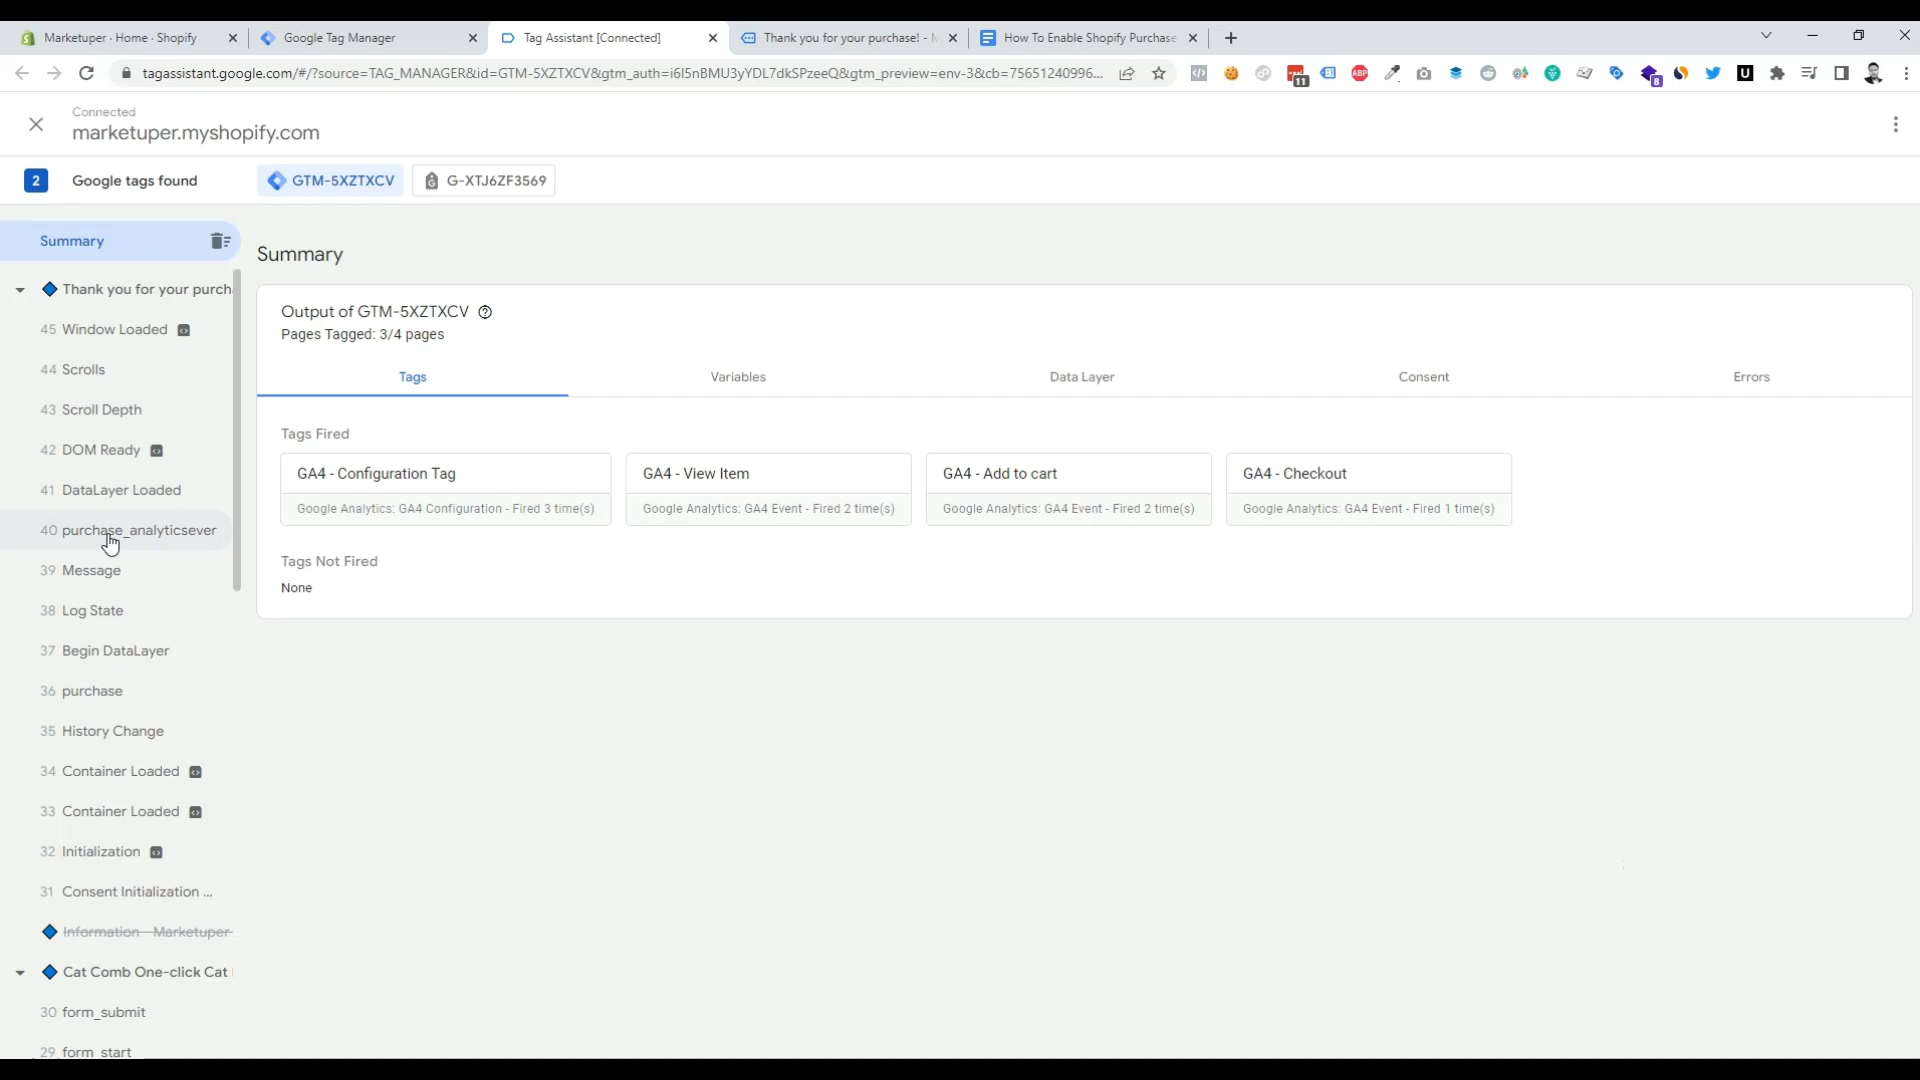 Marketuper · Home · Shopify
Google Tag Manager
Tag Assistant [Connected]
Thank you for your purchase! - M
How To Enable Shopify Purchase
tagassistant.google.com/#/?source=TAG_MANAGER&id=GTM-5XZTXCV&gtm_auth=i6I5nBMU3yYDL7dkSPzeeQ&gtm_preview=env-3&cb=75651240996...
11
ABP
8
U
Connected
marketuper.myshopify.com
2
Google tags found
GTM-5XZTXCV
G-XTJ6ZF3569
Summary
Thank you for your purch
45 Window Loaded
44 Scrolls
43 Scroll Depth
42 DOM Ready
41 DataLayer Loaded
40 purchase_analyticsever
39 Message
38 Log State
37 Begin DataLayer
36 purchase
35 History Change
34 Container Loaded
33 Container Loaded
32 Initialization
31 Consent Initialization ...
Information - Marketuper
Cat Comb One-click Cat
30 form_submit
29 form_start
Summary
Output of GTM-5XZTXCV
Pages Tagged: 3/4 pages
Tags
Variables
Data Layer
Consent
Errors
Tags Fired
GA4 - Configuration Tag
Google Analytics: GA4 Configuration - Fired 3 time(s)
GA4 - View Item
Google Analytics: GA4 Event - Fired 2 time(s)
GA4 - Add to cart
Google Analytics: GA4 Event - Fired 2 time(s)
GA4 - Checkout
Google Analytics: GA4 Event - Fired 1 time(s)
Tags Not Fired
None